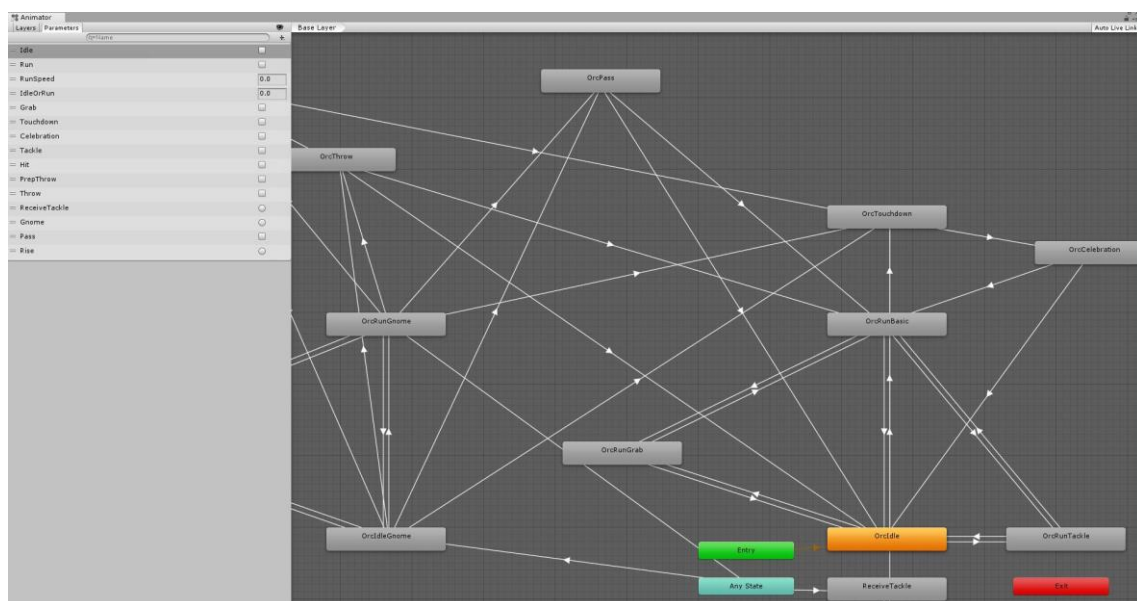 Animator
Layers Parameters
Base Layer
Auto Live Link
Name
Idle
Run
RunSpeed 0.0
IdleOrRun 0.0
Grab
Touchdown
Celebration
Tackle
Hit
PrepThrow
Throw
ReceiveTackle
Gnome
Pass
Rise
OrcPass
OrcThrow
OrcTouchdown
OrcCelebration
OrcRunGnome
OrcRunBasic
OrcRunGrab
OrcIdleGnome
Entry
OrcIdle
OrcRunTackle
Any State
ReceiveTackle
Exit